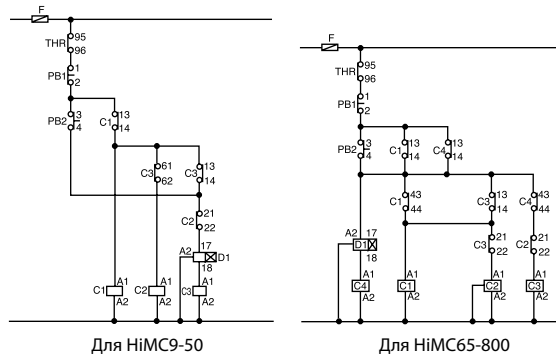 F
THR
95
96
PB1
1
2
PB2
3
4
C1
13
14
C3
61
62
C3
13
14
C2
21
22
A2
17
D1
18
C1
A1
A2
C2
A1
A2
C3
A1
A2
Для HiMC9-50
F
THR
95
96
PB1
1
2
PB2
3
4
C1
13
14
C4
13
14
C1
43
44
C3
13
14
C4
43
44
A2
17
D1
18
C3
21
22
C2
21
22
C4
A1
A2
C1
A1
A2
C2
A1
A2
C3
A1
A2
Для HiMC65-800